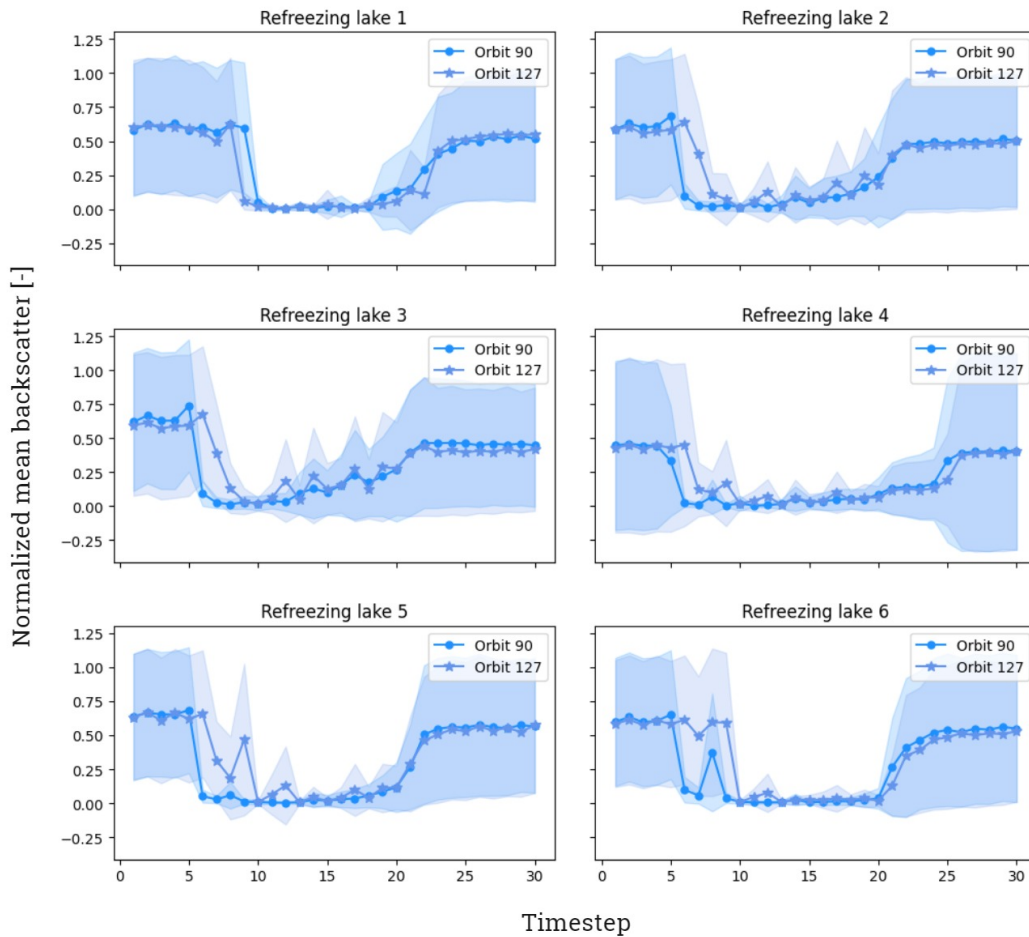 Refreezing lake 1
1.25
1.00
0.75
0.50
0.25
0.00
−0.25
Orbit 90
Orbit 127
Refreezing lake 2
Orbit 90
Orbit 127
Normalized mean backscatter [-]
Refreezing lake 3
1.25
1.00
0.75
0.50
0.25
0.00
−0.25
Orbit 90
Orbit 127
Refreezing lake 4
Orbit 90
Orbit 127
Refreezing lake 5
1.25
1.00
0.75
0.50
0.25
0.00
−0.25
Orbit 90
Orbit 127
0 5 10 15 20 25 30
Refreezing lake 6
Orbit 90
Orbit 127
0 5 10 15 20 25 30
Timestep